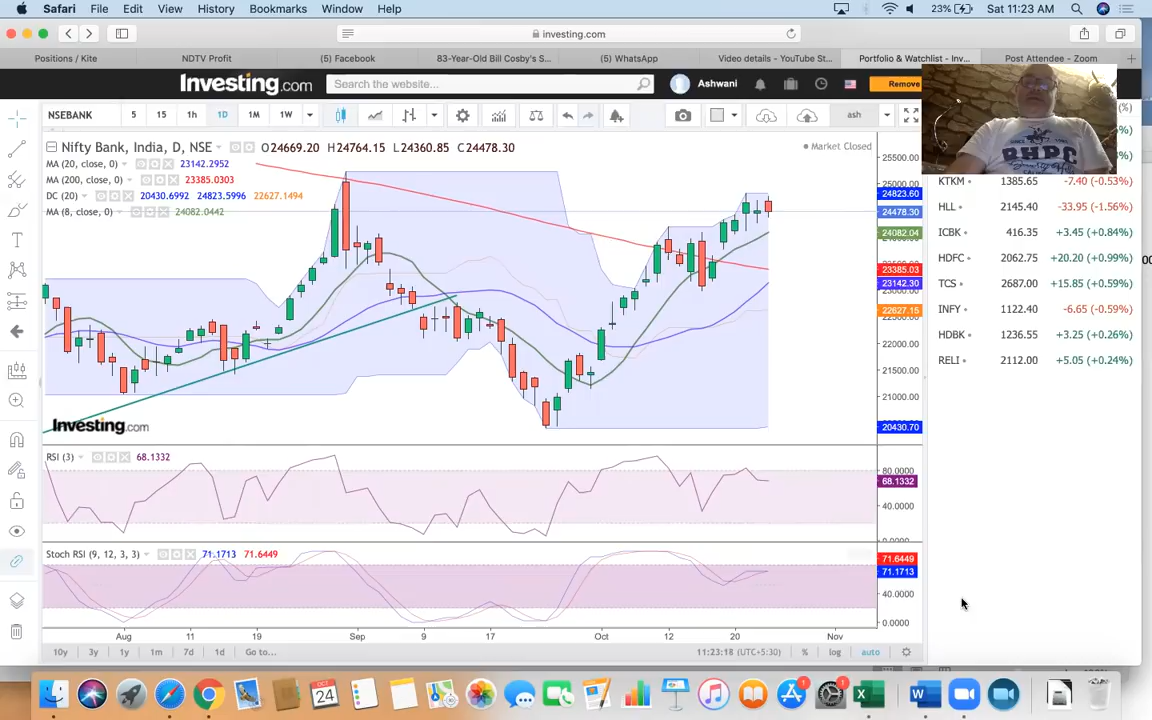 Safari File Edit View History Bookmarks Window Help 23% Sat 11:23 AM
investing.com
Positions / Kite NDTV Profit (5) Facebook 83-Year-Old Bill Cosby's S... (5) WhatsApp Video details - YouTube St... Portfolio & Watchlist - Inv... Post Attendee - Zoom
Investing.com Search the website... Ashwani Remove
NSEBANK 5 15 1h 1D 1M 1W ash
(%)
Nifty Bank, India, D, NSE O24669.20 H24764.15 L24360.85 C24478.30 Market Closed
MA (20, close, 0) 23142.2952
MA (200, close, 0) 23385.0303
DC (20) 20430.6992 24823.5996 22627.1494
MA (8, close, 0) 24082.0442
25500.00
25000.00
24823.60
24478.30
24082.04
23385.03
23142.30
22627.15
22000.00
21500.00
21000.00
20430.70
KTKM 1385.65 -7.40 (-0.53%)
HLL 2145.40 -33.95 (-1.56%)
ICBK 416.35 +3.45 (+0.84%)
HDFC 2062.75 +20.20 (+0.99%)
TCS 2687.00 +15.85 (+0.59%)
INFY 1122.40 -6.65 (-0.59%)
HDBK 1236.55 +3.25 (+0.26%)
RELI 2112.00 +5.05 (+0.24%)
RHPC
Investing.com
RSI (3) 68.1332
80.0000
68.1332
40.0000
Stoch RSI (9, 12, 3, 3) 71.1713 71.6449
71.6449
71.1713
40.0000
0.0000
Aug 11 19 Sep 9 17 Oct 12 20 Nov
10y 3y 1y 1m 7d 1d Go to... 11:23:18 (UTC+5:30) % log auto
OCT
24
1
1